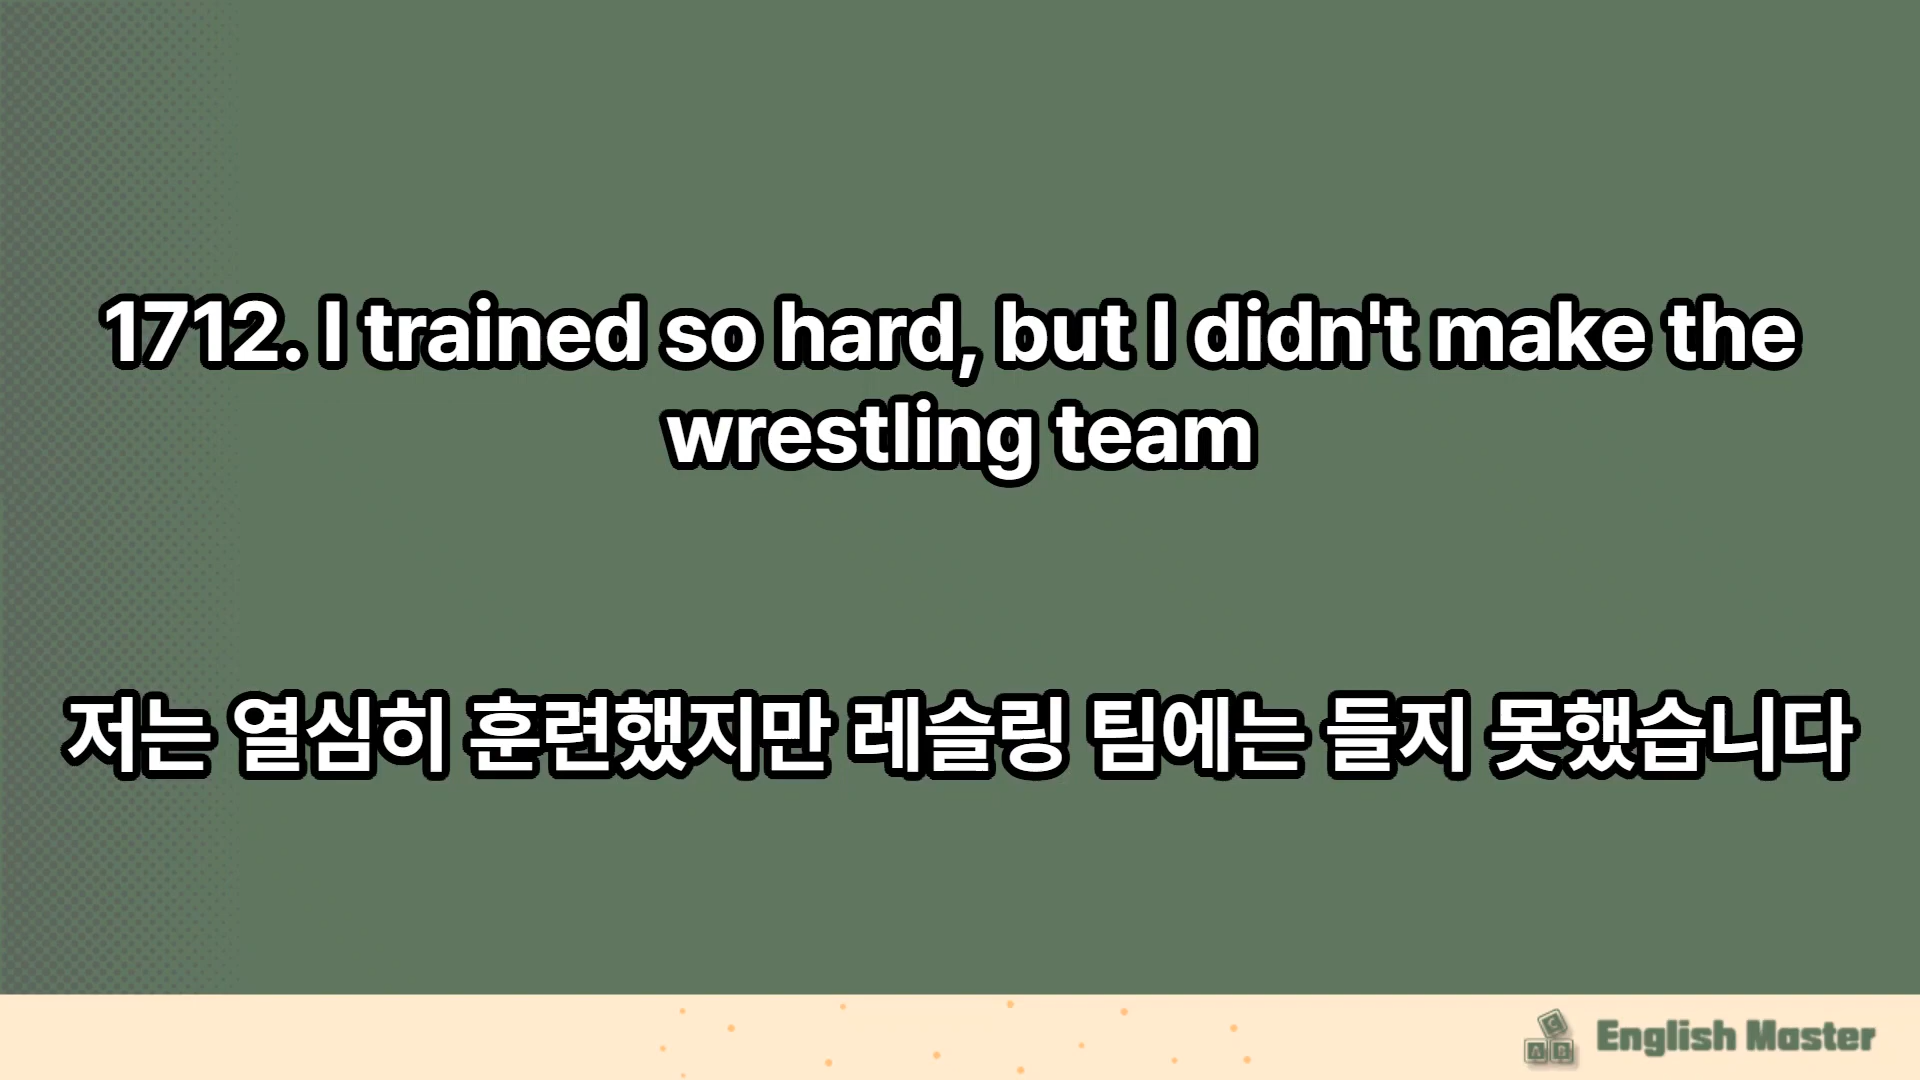 1712. I trained so hard, but I didn't make the
wrestling team
저는 열심히 훈련했지만 레슬링 팀에는 들지 못했습니다
C
A B
English Master